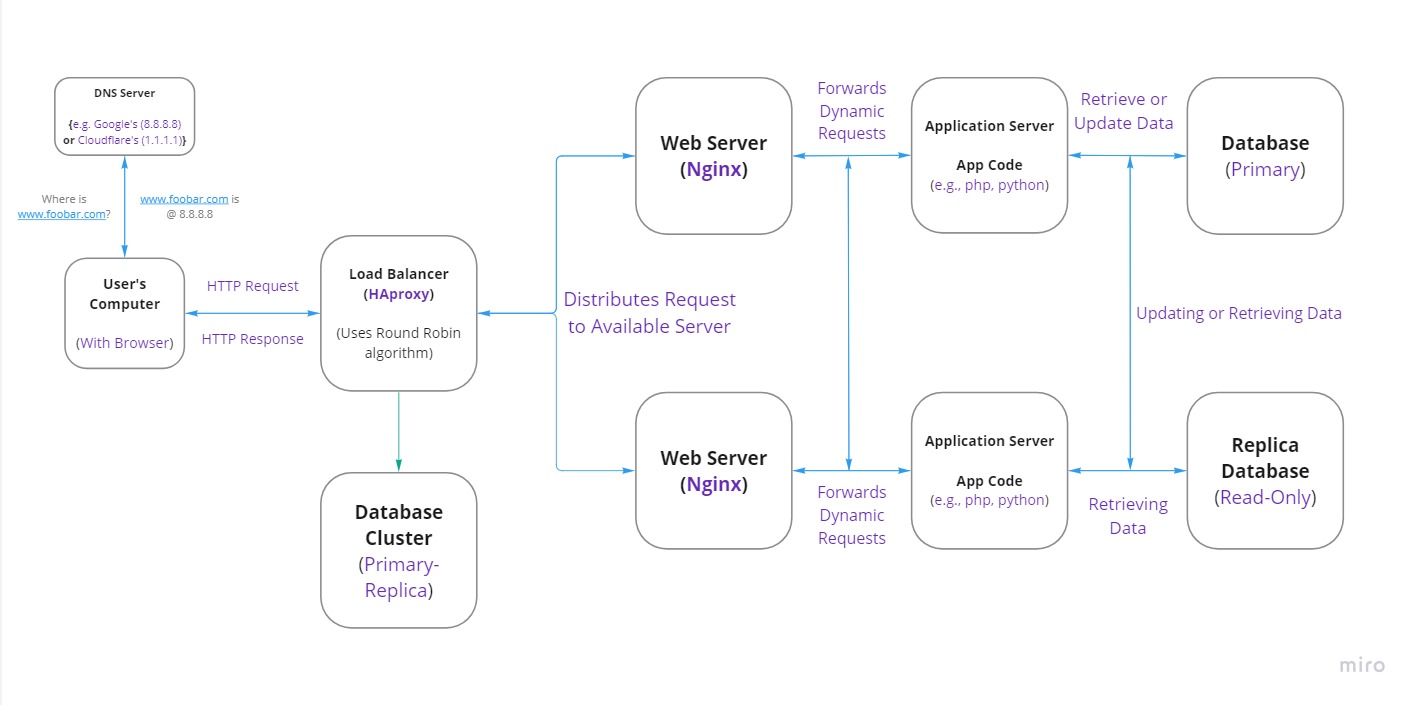 DNS Server
{e.g. Google's (8.8.8.8)
or Cloudflare's (1.1.1.1)}
Where is
www.foobar.com?
www.foobar.com is
@ 8.8.8.8
User's
Computer
(With Browser)
HTTP Request
HTTP Response
Load Balancer
(HAproxy)
(Uses Round Robin
algorithm)
Database
Cluster
(Primary-
Replica)
Distributes Request
to Available Server
Web Server
(Nginx)
Forwards
Dynamic
Requests
Application Server
App Code
(e.g., php, python)
Retrieve or
Update Data
Database
(Primary)
Updating or Retrieving Data
Web Server
(Nginx)
Forwards
Dynamic
Requests
Application Server
App Code
(e.g., php, python)
Retrieving
Data
Replica
Database
(Read-Only)
miro